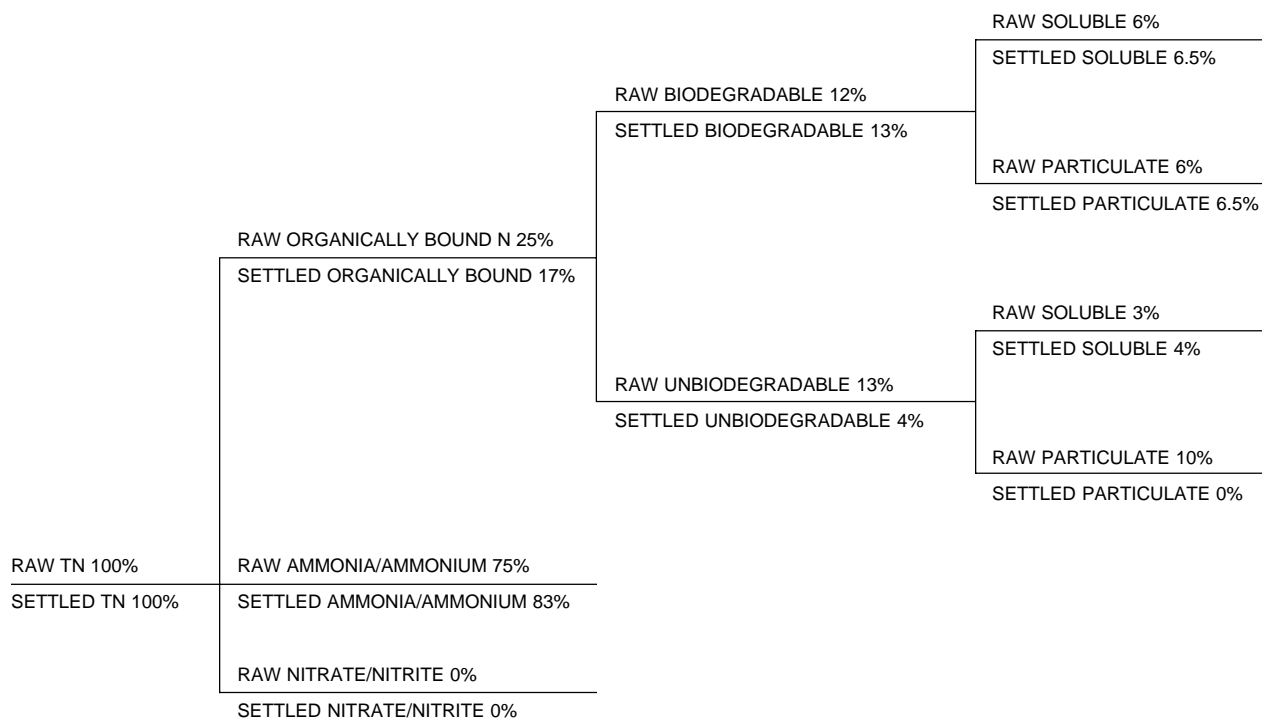 RAW SOLUBLE 6%
SETTLED SOLUBLE 6.5%
RAW BIODEGRADABLE 12%
SETTLED BIODEGRADABLE 13%
RAW PARTICULATE 6%
SETTLED PARTICULATE 6.5%
RAW ORGANICALLY BOUND N 25%
SETTLED ORGANICALLY BOUND 17%
RAW SOLUBLE 3%
SETTLED SOLUBLE 4%
RAW UNBIODEGRADABLE 13%
SETTLED UNBIODEGRADABLE 4%
RAW PARTICULATE 10%
SETTLED PARTICULATE 0%
RAW TN 100%
SETTLED TN 100%
RAW AMMONIA/AMMONIUM 75%
SETTLED AMMONIA/AMMONIUM 83%
RAW NITRATE/NITRITE 0%
SETTLED NITRATE/NITRITE 0%